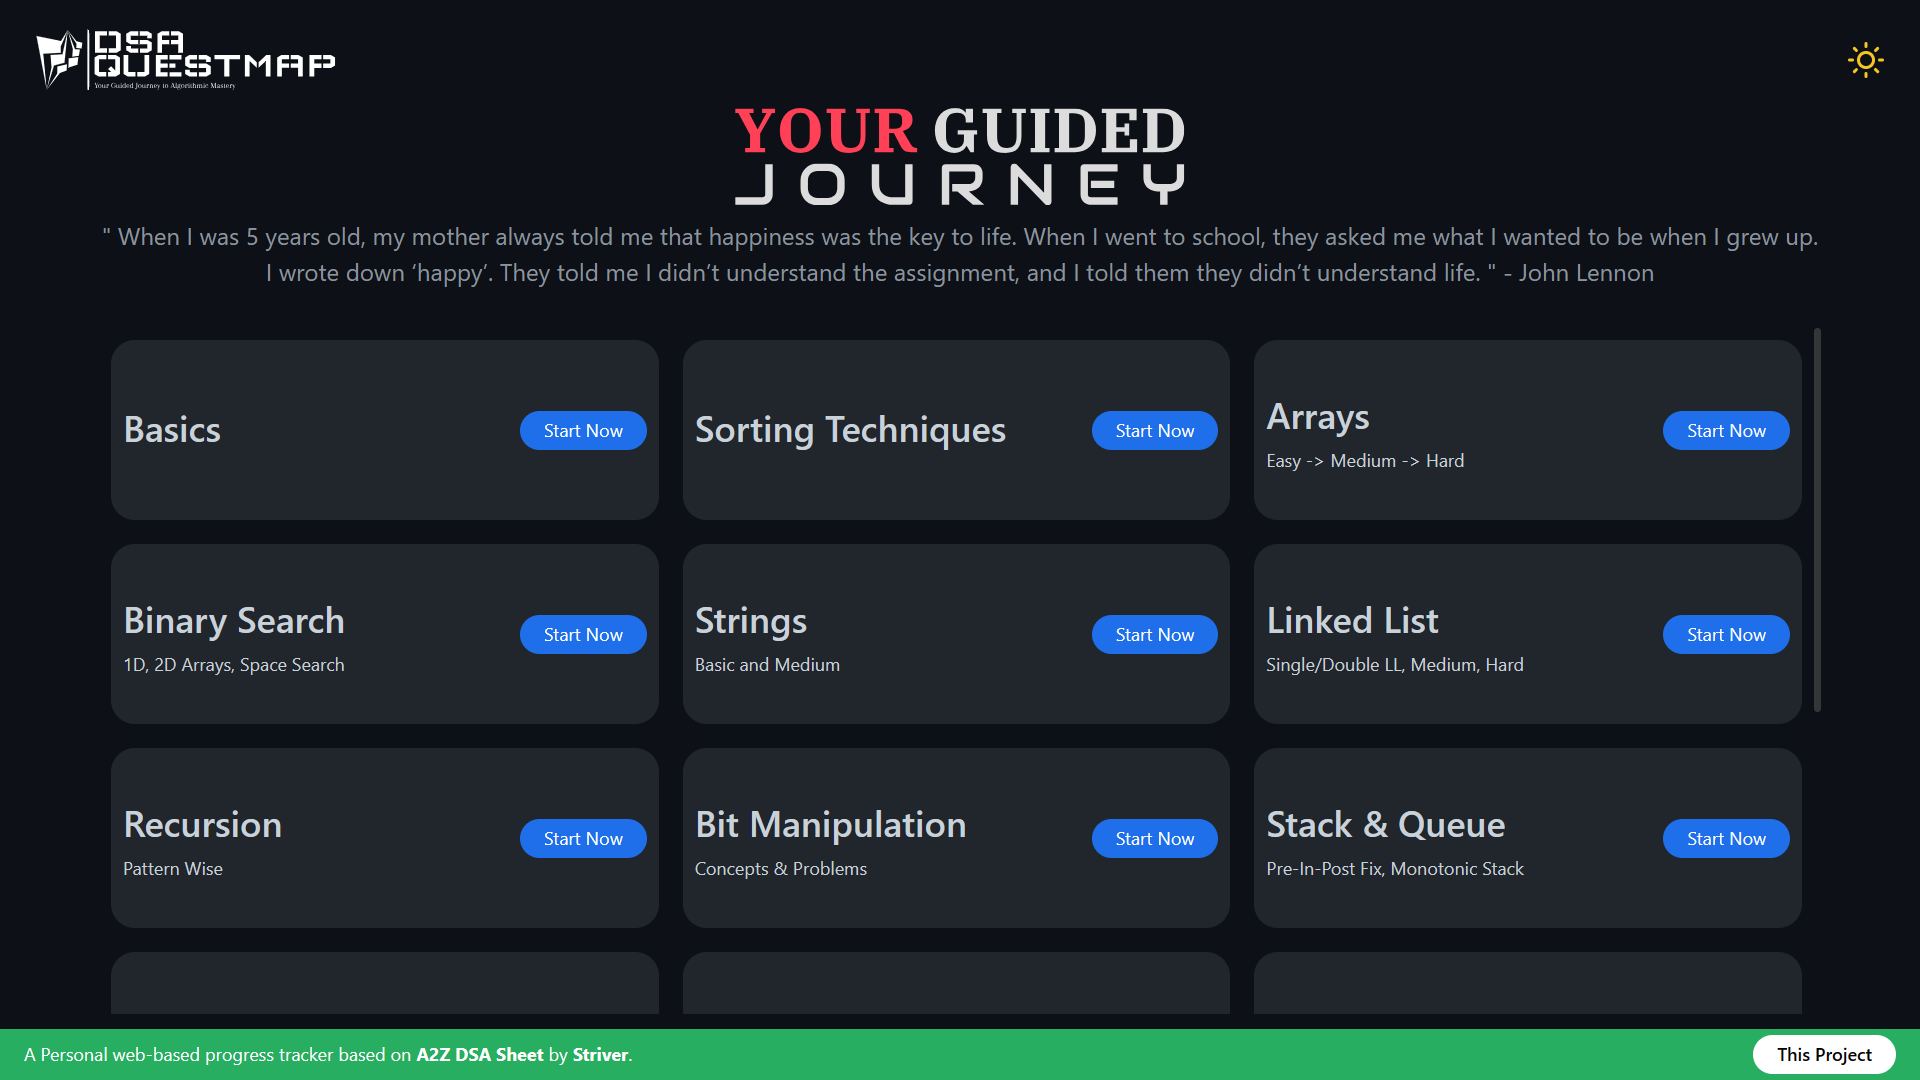 DSA
QUESTMAP
Your Guided Journey to Algorithmic Mastery
YOUR GUIDED
JOURNEY
" When I was 5 years old, my mother always told me that happiness was the key to life. When I went to school, they asked me what I wanted to be when I grew up.
I wrote down ‘happy’. They told me I didn’t understand the assignment, and I told them they didn’t understand life. " - John Lennon
Basics
Start Now
Sorting Techniques
Start Now
Arrays
Easy -> Medium -> Hard
Start Now
Binary Search
1D, 2D Arrays, Space Search
Start Now
Strings
Basic and Medium
Start Now
Linked List
Single/Double LL, Medium, Hard
Start Now
Recursion
Pattern Wise
Start Now
Bit Manipulation
Concepts & Problems
Start Now
Stack & Queue
Pre-In-Post Fix, Monotonic Stack
Start Now
A Personal web-based progress tracker based on A2Z DSA Sheet by Striver.
This Project